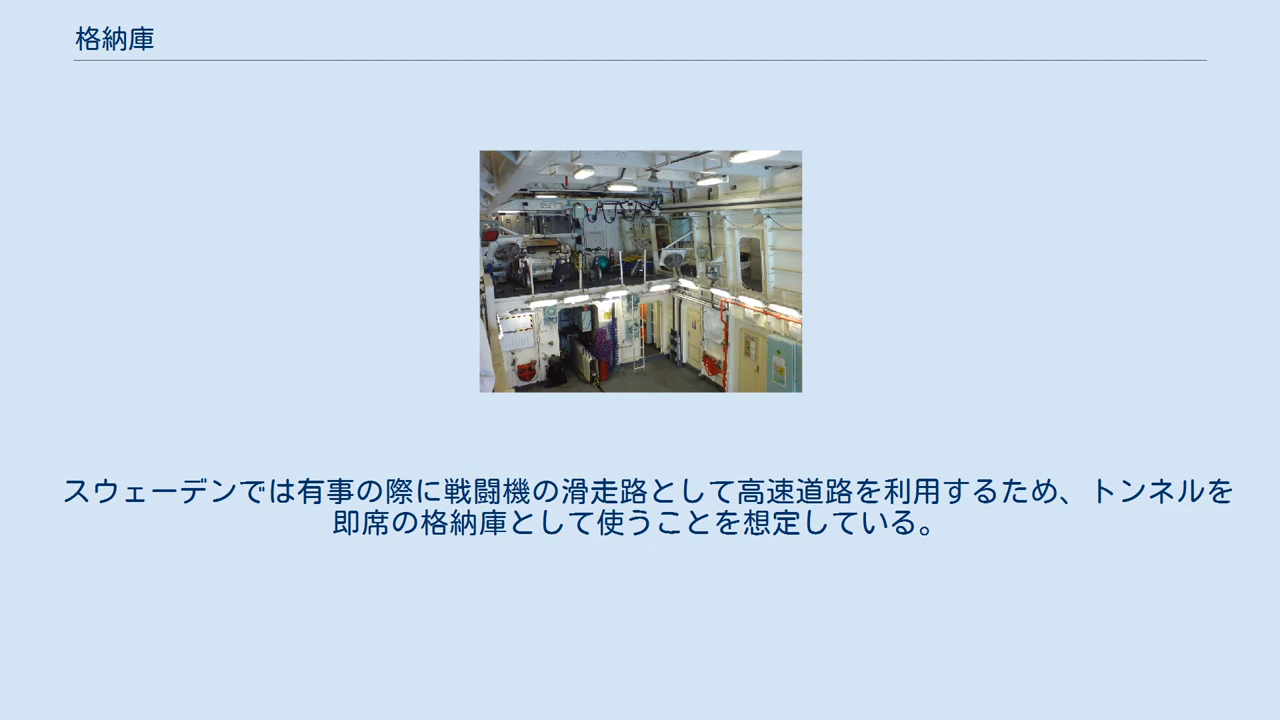 格納庫
スウェーデンでは有事の際に戦闘機の滑走路として高速道路を利用するため、トンネルを
即席の格納庫として使うことを想定している。